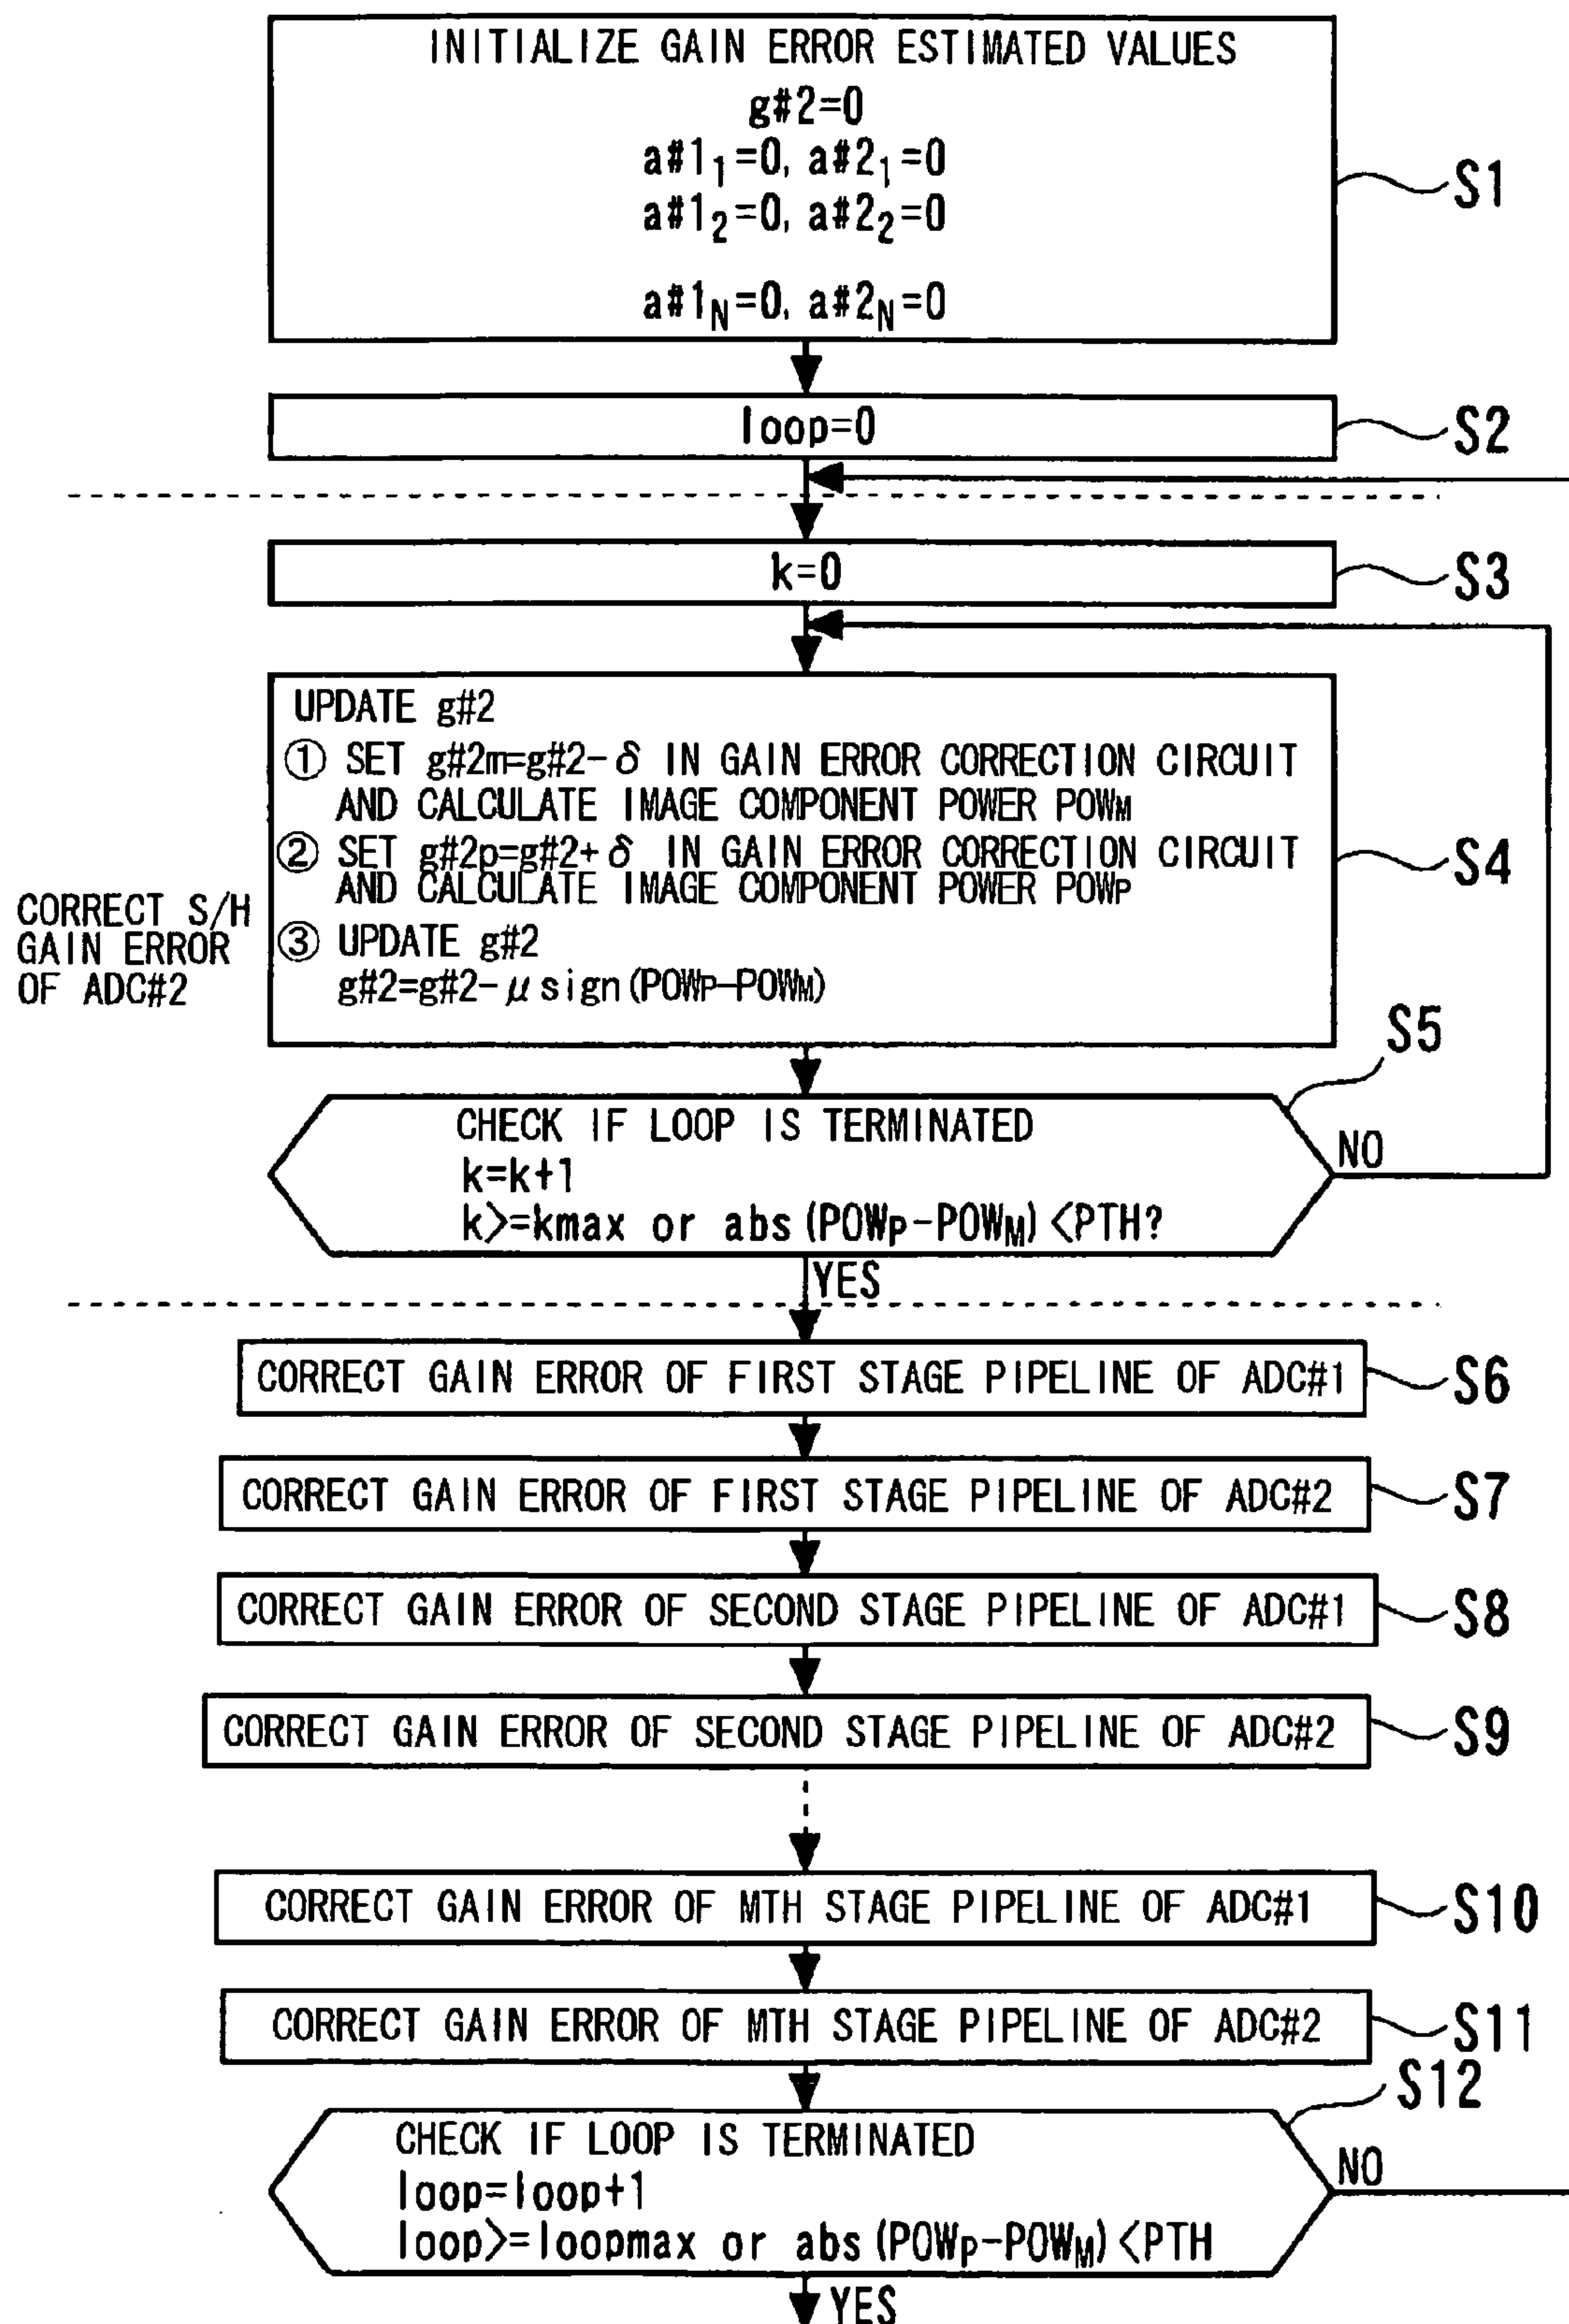 INITIALIZE GAIN ERROR ESTIMATED VALUES
g#2=0
a#1₁=0, a#2₁=0
a#1₂=0, a#2₂=0
a#1N=0, a#2N=0
S1
loop=0
S2
k=0
S3
UPDATE g#2
① SET g#2m=g#2-δ IN GAIN ERROR CORRECTION CIRCUIT
AND CALCULATE IMAGE COMPONENT POWER POWM
② SET g#2p=g#2+δ IN GAIN ERROR CORRECTION CIRCUIT
AND CALCULATE IMAGE COMPONENT POWER POWP
③ UPDATE g#2
g#2=g#2-μsign(POWP-POWM)
S4
CORRECT S/H
GAIN ERROR
OF ADC#2
S5
CHECK IF LOOP IS TERMINATED
k=k+1
k>=kmax or abs(POWP-POWM)<PTH?
NO
YES
CORRECT GAIN ERROR OF FIRST STAGE PIPELINE OF ADC#1
S6
CORRECT GAIN ERROR OF FIRST STAGE PIPELINE OF ADC#2
S7
CORRECT GAIN ERROR OF SECOND STAGE PIPELINE OF ADC#1
S8
CORRECT GAIN ERROR OF SECOND STAGE PIPELINE OF ADC#2
S9
CORRECT GAIN ERROR OF MTH STAGE PIPELINE OF ADC#1
S10
CORRECT GAIN ERROR OF MTH STAGE PIPELINE OF ADC#2
S11
S12
CHECK IF LOOP IS TERMINATED
loop=loop+1
loop>=loopmax or abs(POWP-POWM)<PTH
NO
YES